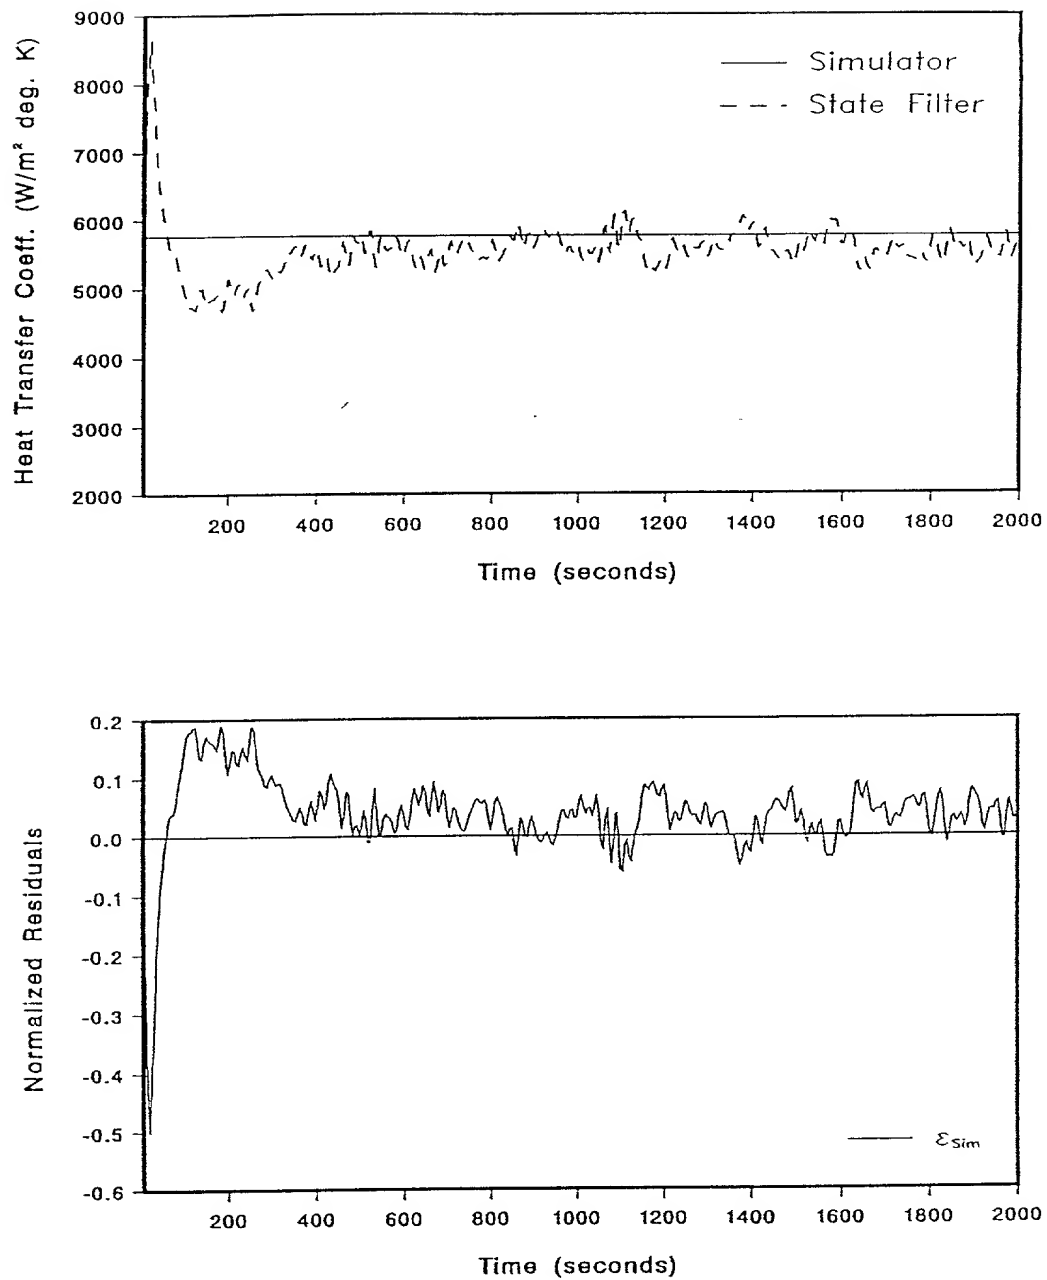 Heat Transfer Coeff. (W/m² deg. K)
9000
8000
7000
6000
5000
4000
3000
2000
Simulator
State Filter
200 400 600 800 1000 1200 1400 1600 1800 2000
Time (seconds)
Normalized Residuals
0.2
0.1
0.0
-0.1
-0.2
-0.3
-0.4
-0.5
-0.6
εSim
200 400 600 800 1000 1200 1400 1600 1800 2000
Time (seconds)